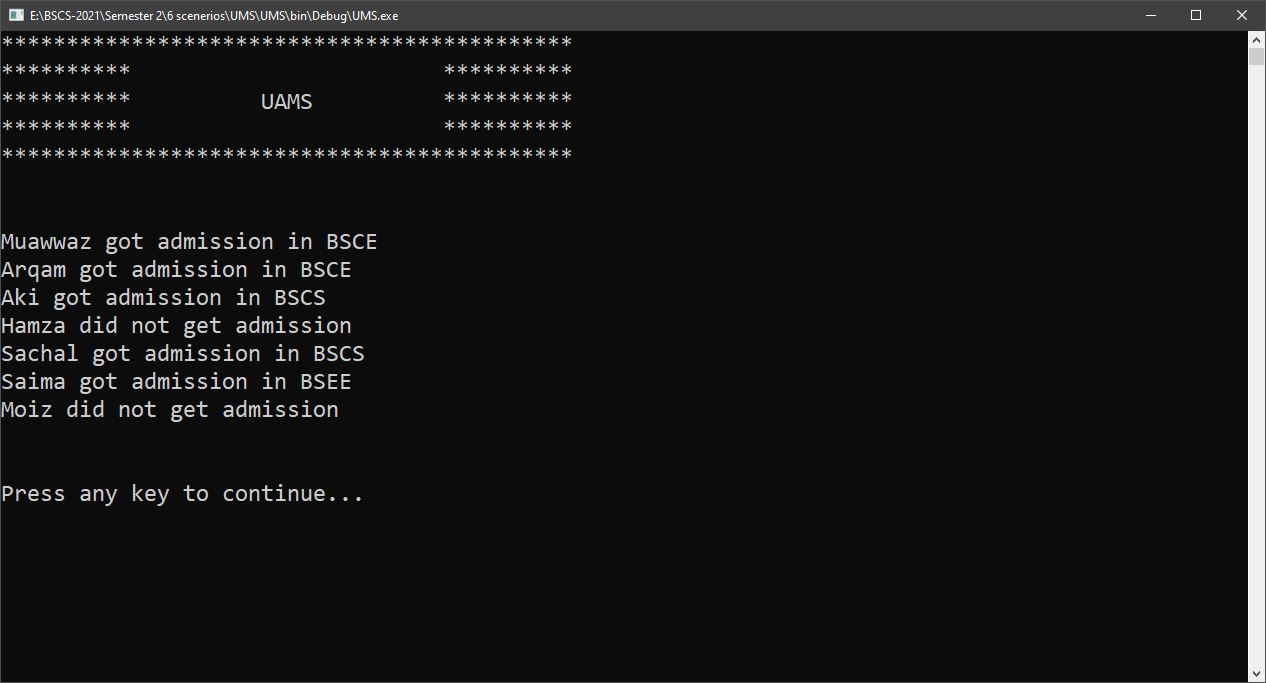 E:\BSCS-2021\Semester 2\6 scenerios\UMS\UMS\bin\Debug\UMS.exe
********************************************
**********                        **********
**********          UAMS          **********
**********                        **********
********************************************
Muawwaz got admission in BSCE
Arqam got admission in BSCE
Aki got admission in BSCS
Hamza did not get admission
Sachal got admission in BSCS
Saima got admission in BSEE
Moiz did not get admission
Press any key to continue...